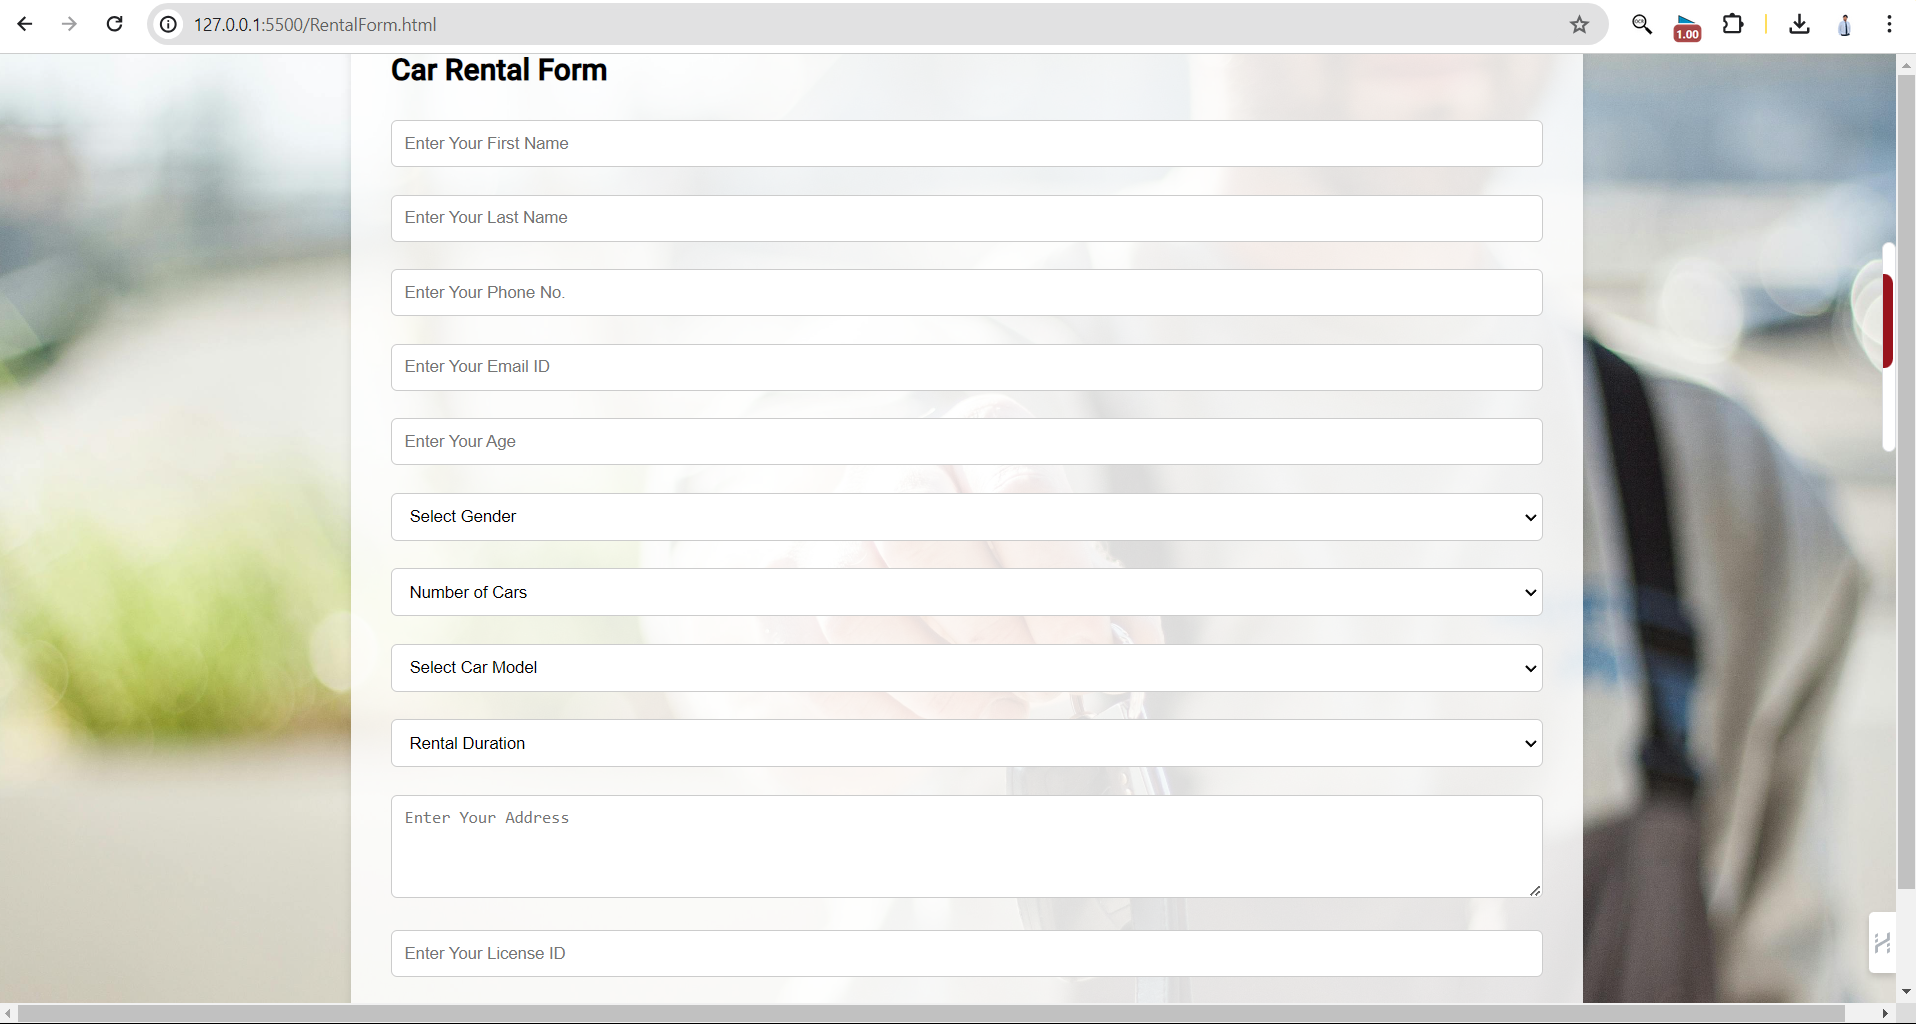 127.0.0.1:5500/RentalForm.html
1.00
Car Rental Form
Enter Your First Name
Enter Your Last Name
Enter Your Phone No.
Enter Your Email ID
Enter Your Age
Select Gender
Number of Cars
Select Car Model
Rental Duration
Enter Your Address
Enter Your License ID